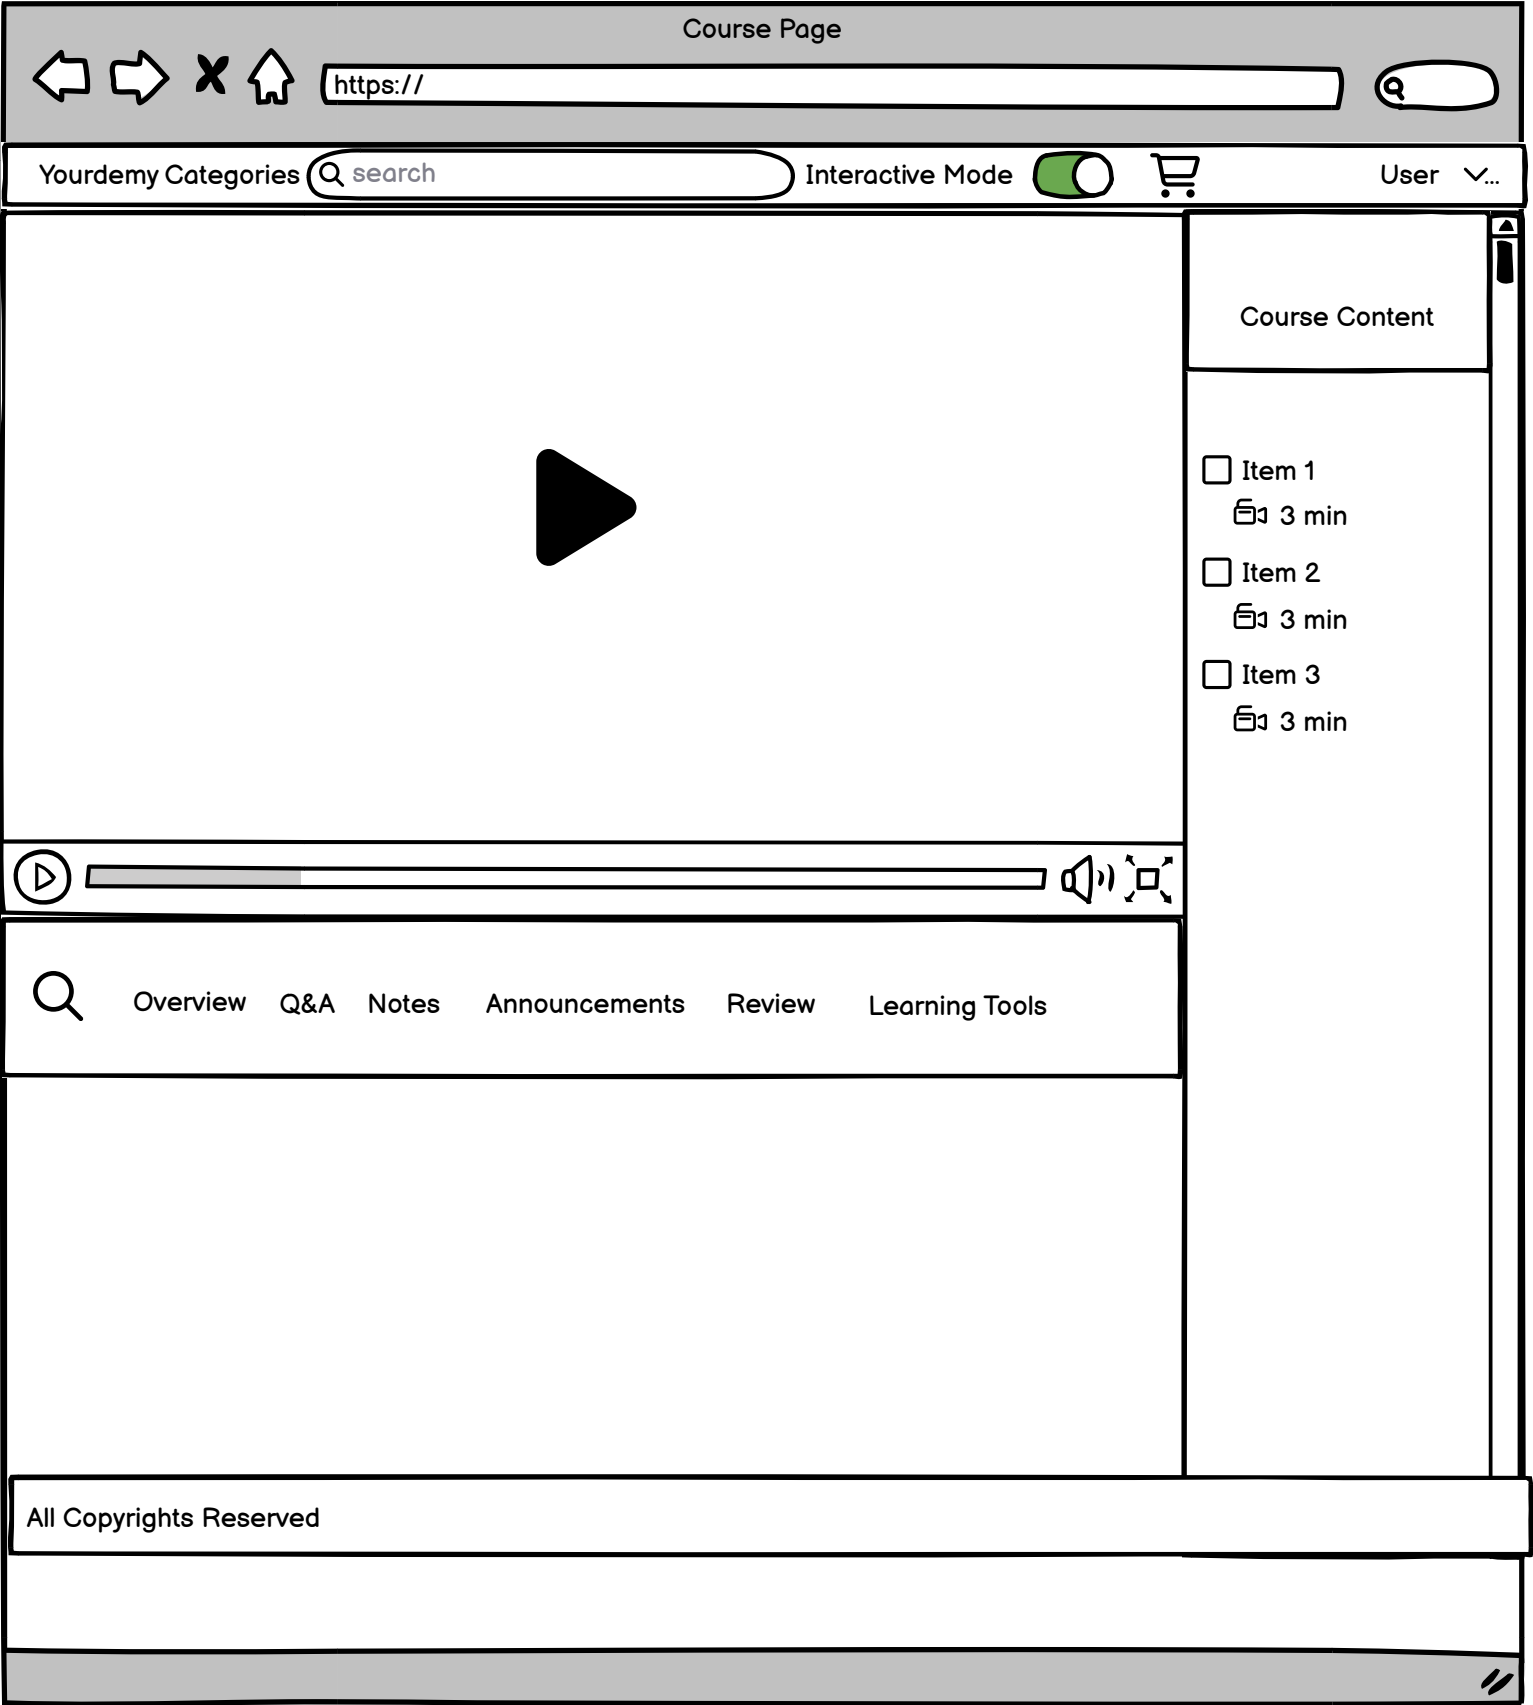 Course Page
https://
Yourdemy Categories search Interactive Mode User ...
Course Content
Item 1
3 min
Item 2
3 min
Item 3
3 min
Overview Q&A Notes Announcements Review Learning Tools
All Copyrights Reserved